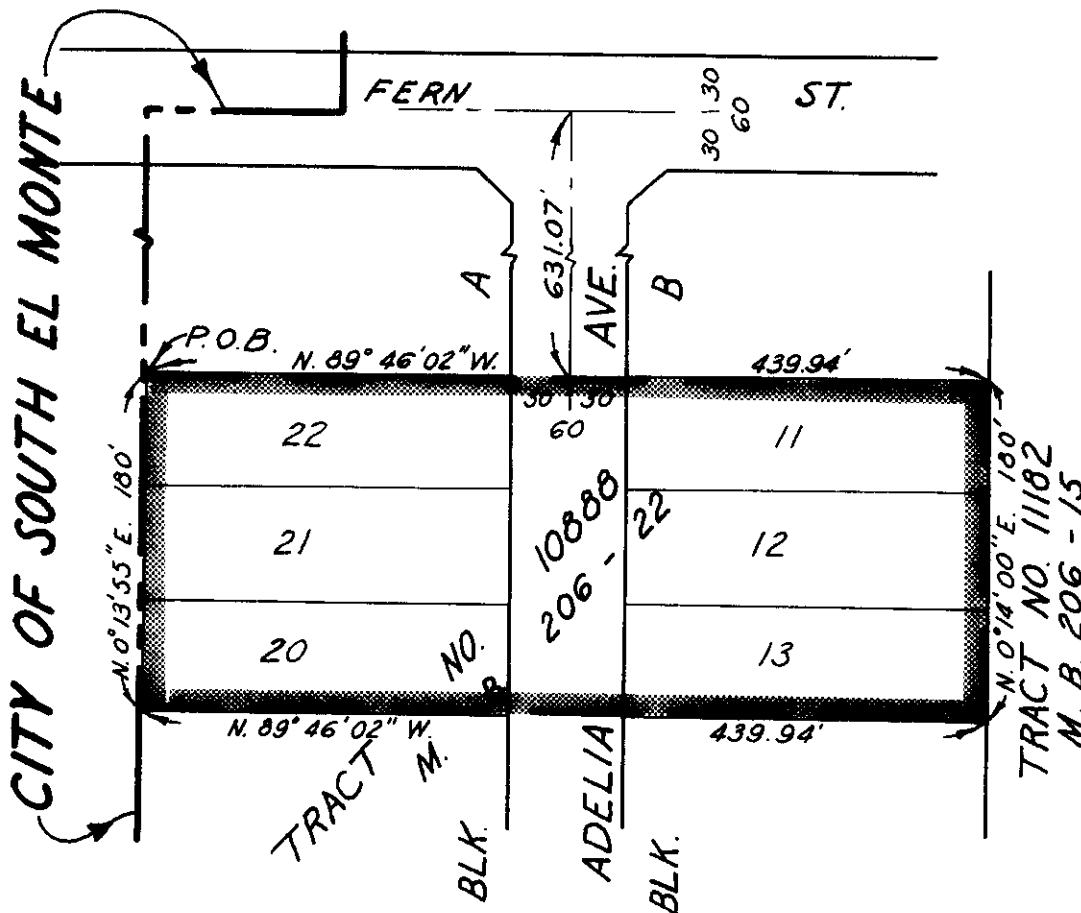 CITY OF SOUTH EL MONTE
FERN ST.
30 30
60
631.07'
A
AVE.
B
P.O.B.
N. 89° 46' 02" W. 439.94'
30 30
60
22
11
N. 0° 13' 55" E. 180'
N. 0° 14' 00" E. 180'
21
12
20
13
TRACT NO. 10888
M. B. 206 - 22
TRACT NO. 11182
M. B. 206 - 15
N. 89° 46' 02" W. 439.94'
BLK.
ADELIA
BLK.